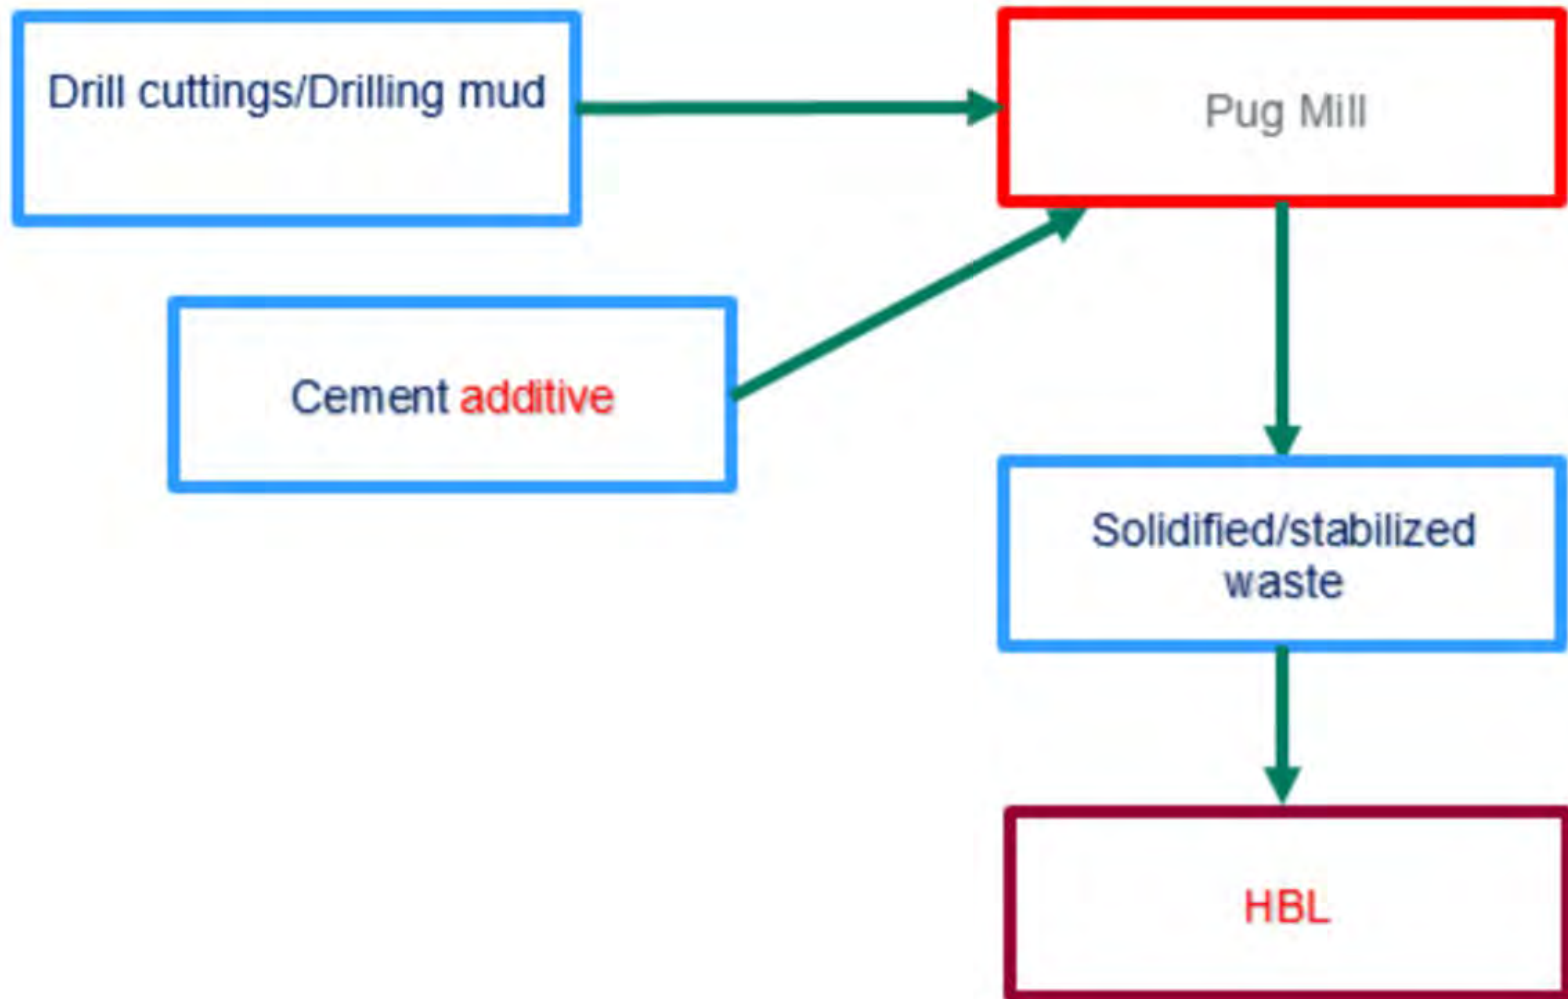 Drill cuttings/Drilling mud
Pug Mill
Cement additive
Solidified/stabilized
waste
HBL